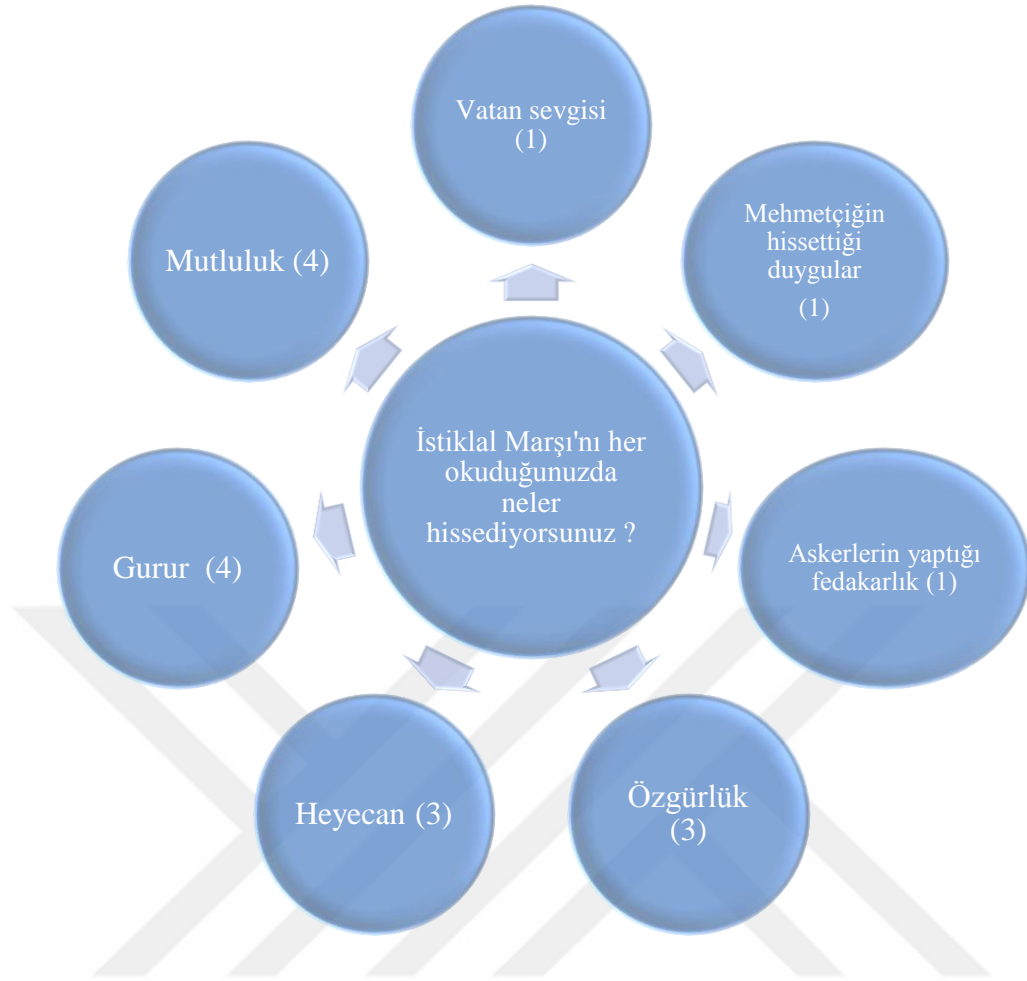 Vatan sevgisi
(1)
Mehmetçiğin
hissettiği
duygular
(1)
Askerlerin yaptığı
fedakarlık (1)
Özgürlük
(3)
Heyecan (3)
Gurur  (4)
Mutluluk (4)
İstiklal Marşı'nı her
okuduğunuzda
neler
hissediyorsunuz ?